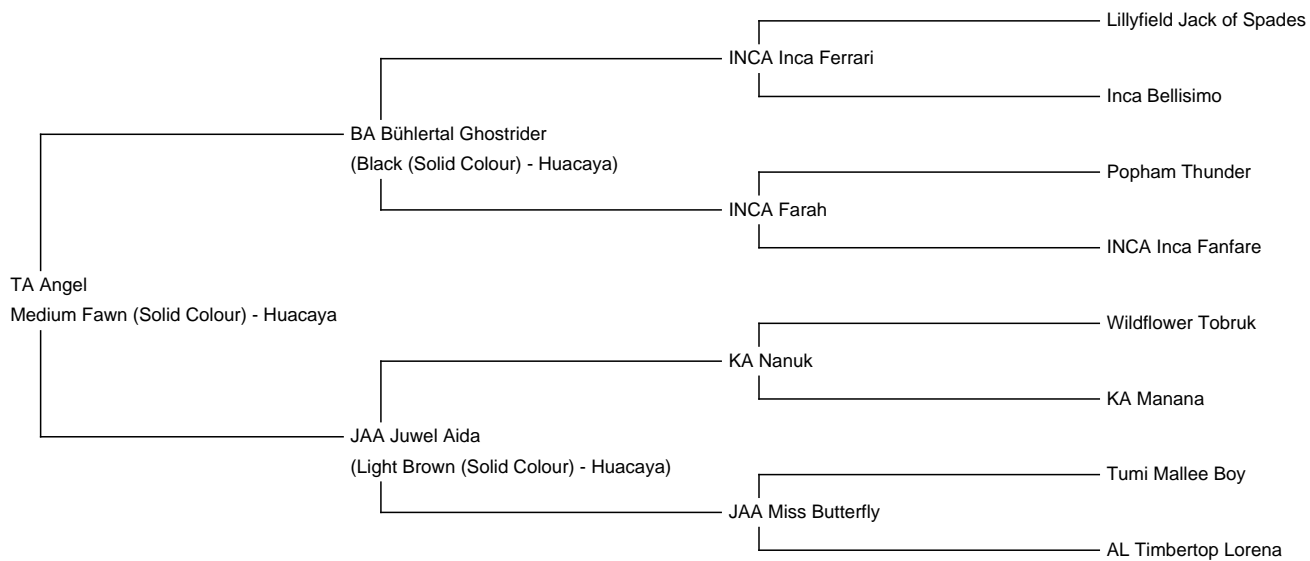 Lillyfield Jack of Spades
INCA Inca Ferrari
Inca Bellisimo
BA Bühlertal Ghostrider
(Black (Solid Colour) - Huacaya)
Popham Thunder
INCA Farah
INCA Inca Fanfare
TA Angel
Medium Fawn (Solid Colour) - Huacaya
Wildflower Tobruk
KA Nanuk
KA Manana
JAA Juwel Aida
(Light Brown (Solid Colour) - Huacaya)
Tumi Mallee Boy
JAA Miss Butterfly
AL Timbertop Lorena